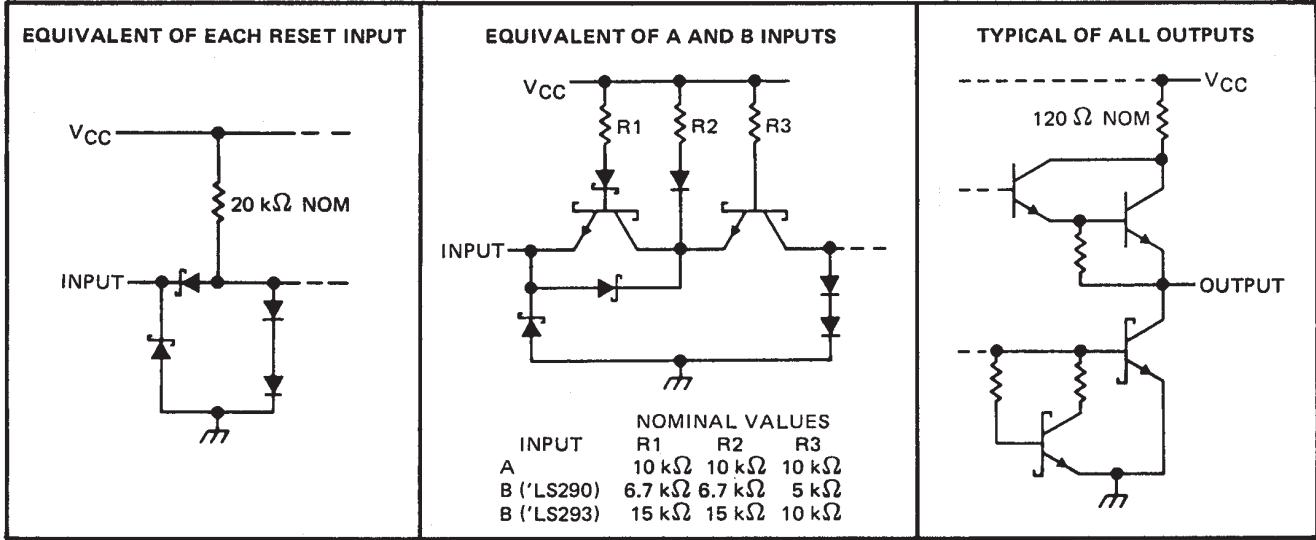 EQUIVALENT OF EACH RESET INPUT
VCC
20 kΩ NOM
INPUT
EQUIVALENT OF A AND B INPUTS
VCC
R1 R2 R3
INPUT
NOMINAL VALUES
INPUT R1 R2 R3
A 10 kΩ 10 kΩ 10 kΩ
B ('LS290) 6.7 kΩ 6.7 kΩ 5 kΩ
B ('LS293) 15 kΩ 15 kΩ 10 kΩ
TYPICAL OF ALL OUTPUTS
VCC
120 Ω NOM
OUTPUT